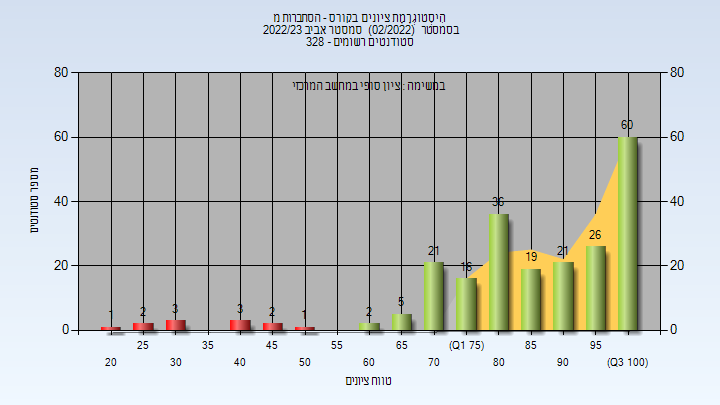 היסטוגרמת ציונים בקורס - הסתברות מ
בסמסטר (02/2022) סמסטר אביב 2022/23
סטודנטים רשומים - 328
במשימה : ציון סופי במחשב המרכזי
מספר סטודנטים
80 80
60 60
40 40
20 20
0 0
1 2 3 3 2 1 2 5 21 16 36 19 21 26 60
25 35 45 55 65 (Q1 75) 85 95
20 30 40 50 60 70 80 90 (Q3 100)
טווח ציונים